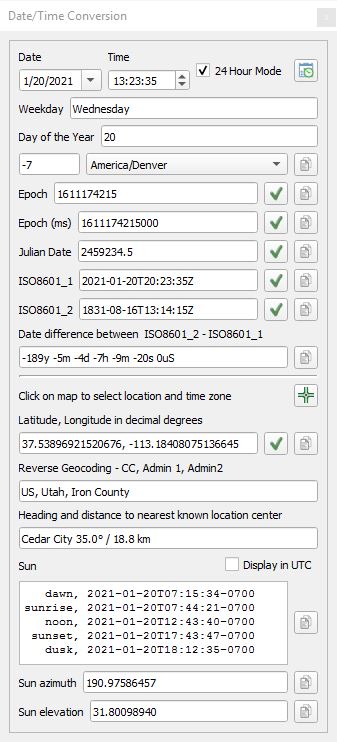 Date/Time Conversion
Date Time
1/20/2021 13:23:35 24 Hour Mode
Weekday Wednesday
Day of the Year 20
-7 America/Denver
Epoch 1611174215
Epoch (ms) 1611174215000
Julian Date 2459234.5
ISO8601_1 2021-01-20T20:23:35Z
ISO8601_2 1831-08-16T13:14:15Z
Date difference between ISO8601_2 - ISO8601_1
-189y -5m -4d -7h -9m -20s 0uS
Click on map to select location and time zone
Latitude, Longitude in decimal degrees
37.53896921520676, -113.18408075136645
Reverse Geocoding - CC, Admin 1, Admin2
US, Utah, Iron County
Heading and distance to nearest known location center
Cedar City 35.0° / 18.8 km
Sun Display in UTC
dawn, 2021-01-20T07:15:34-0700
sunrise, 2021-01-20T07:44:21-0700
noon, 2021-01-20T12:43:40-0700
sunset, 2021-01-20T17:43:47-0700
dusk, 2021-01-20T18:12:35-0700
Sun azimuth 190.97586457
Sun elevation 31.80098940